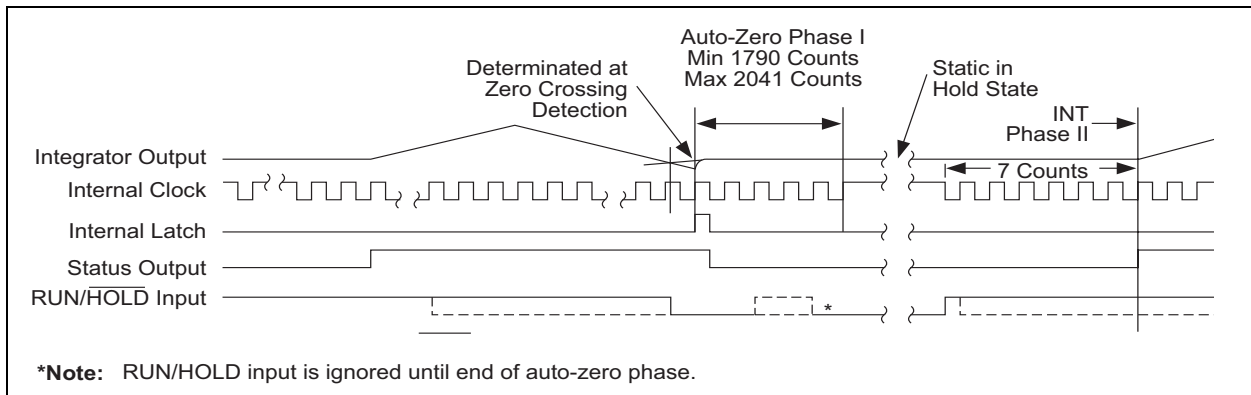 Auto-Zero Phase I
Min 1790 Counts
Max 2041 Counts
Determinated at
Zero Crossing
Detection
Static in
Hold State
INT
Phase II
Integrator Output
7 Counts
Internal Clock
Internal Latch
Status Output
RUN/HOLD Input
*
*Note: RUN/HOLD input is ignored until end of auto-zero phase.